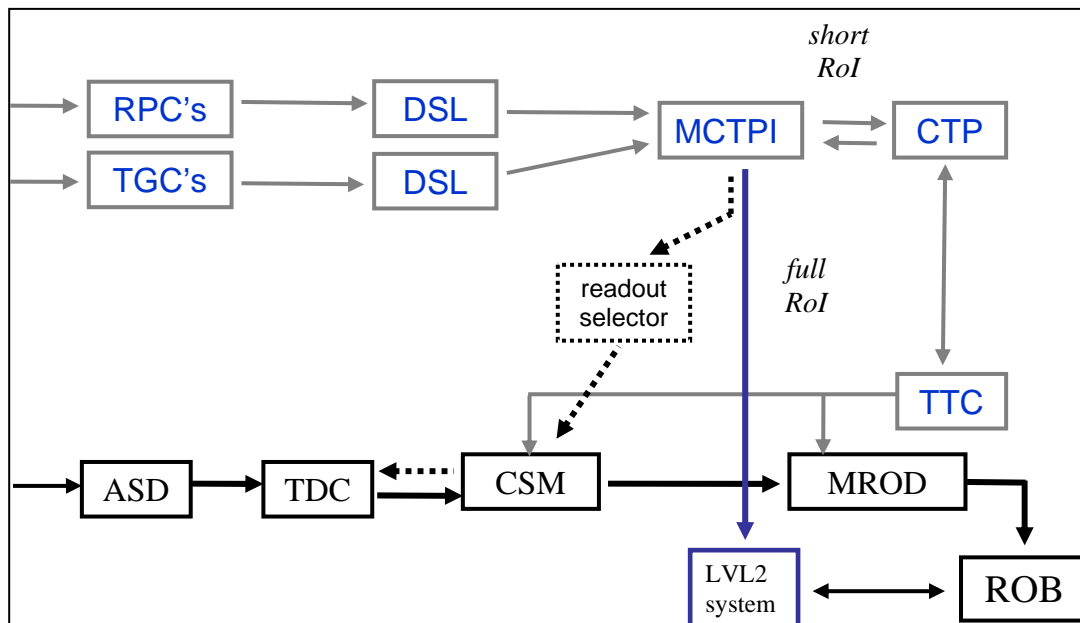 short
RoI
RPC's
DSL
MCTPI
CTP
TGC's
DSL
readout
selector
full
RoI
TTC
ASD
TDC
CSM
MROD
LVL2
system
ROB